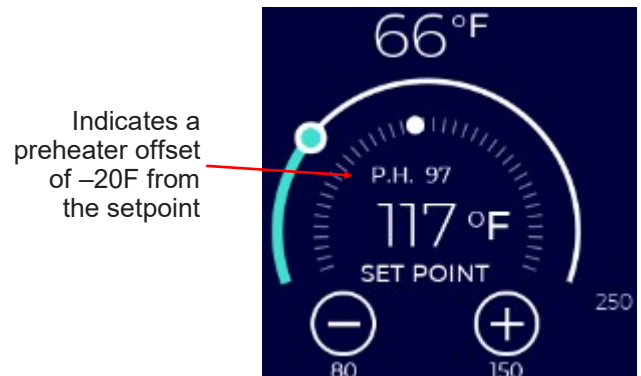 66°F
Indicates a
preheater offset
of –20F from
the setpoint
P.H. 97
117 °F
SET POINT
250
80
150